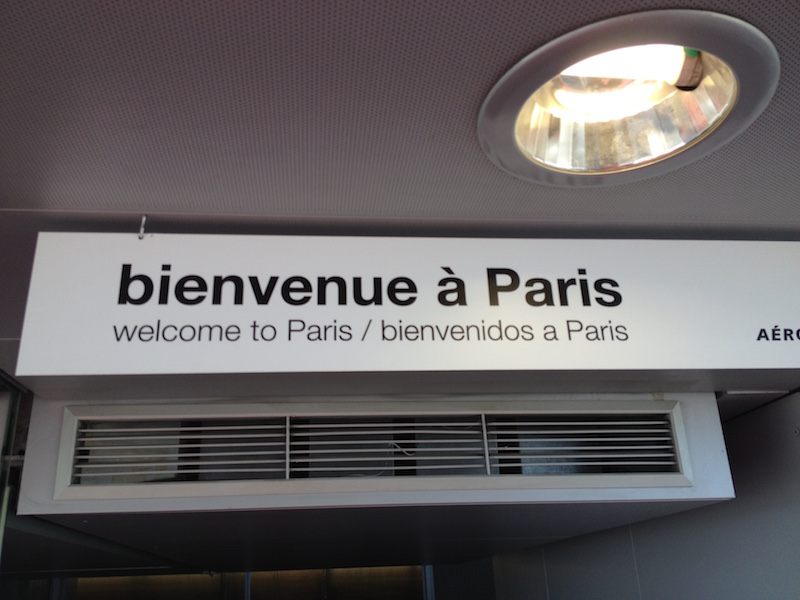 bienvenue à Paris
welcome to Paris / bienvenidos a Paris